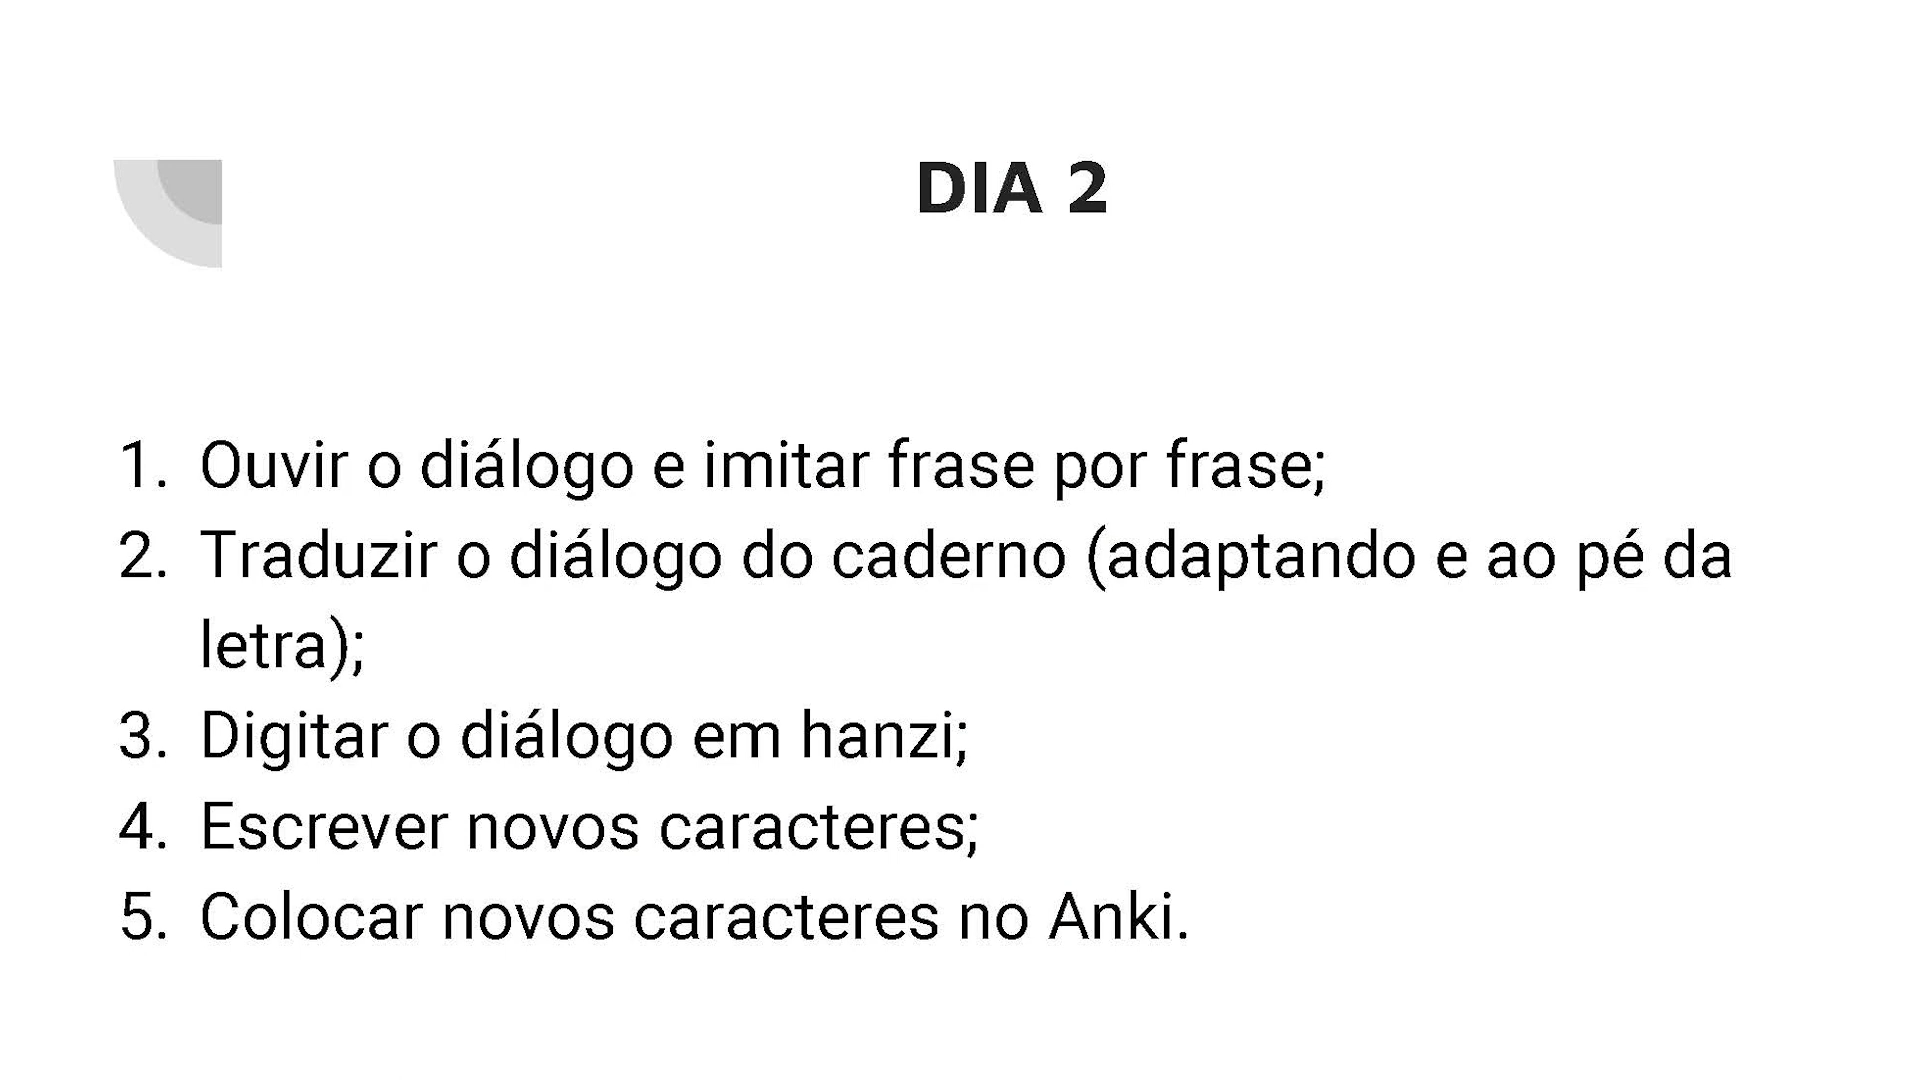 DIA 2
1. Ouvir o diálogo e imitar frase por frase;
2. Traduzir o diálogo do caderno (adaptando e ao pé da
letra);
3. Digitar o diálogo em hanzi;
4. Escrever novos caracteres;
5. Colocar novos caracteres no Anki.